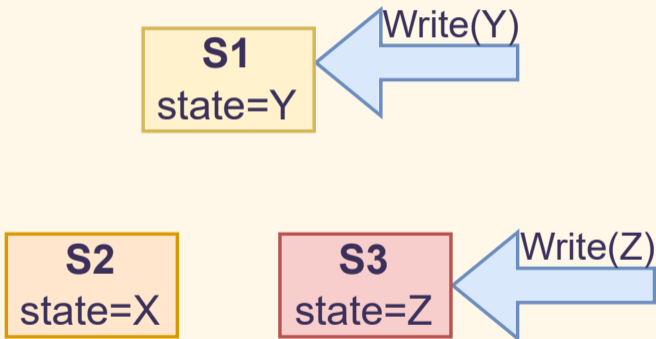 S1
state=Y
Write(Y)
S2
state=X
S3
state=Z
Write(Z)